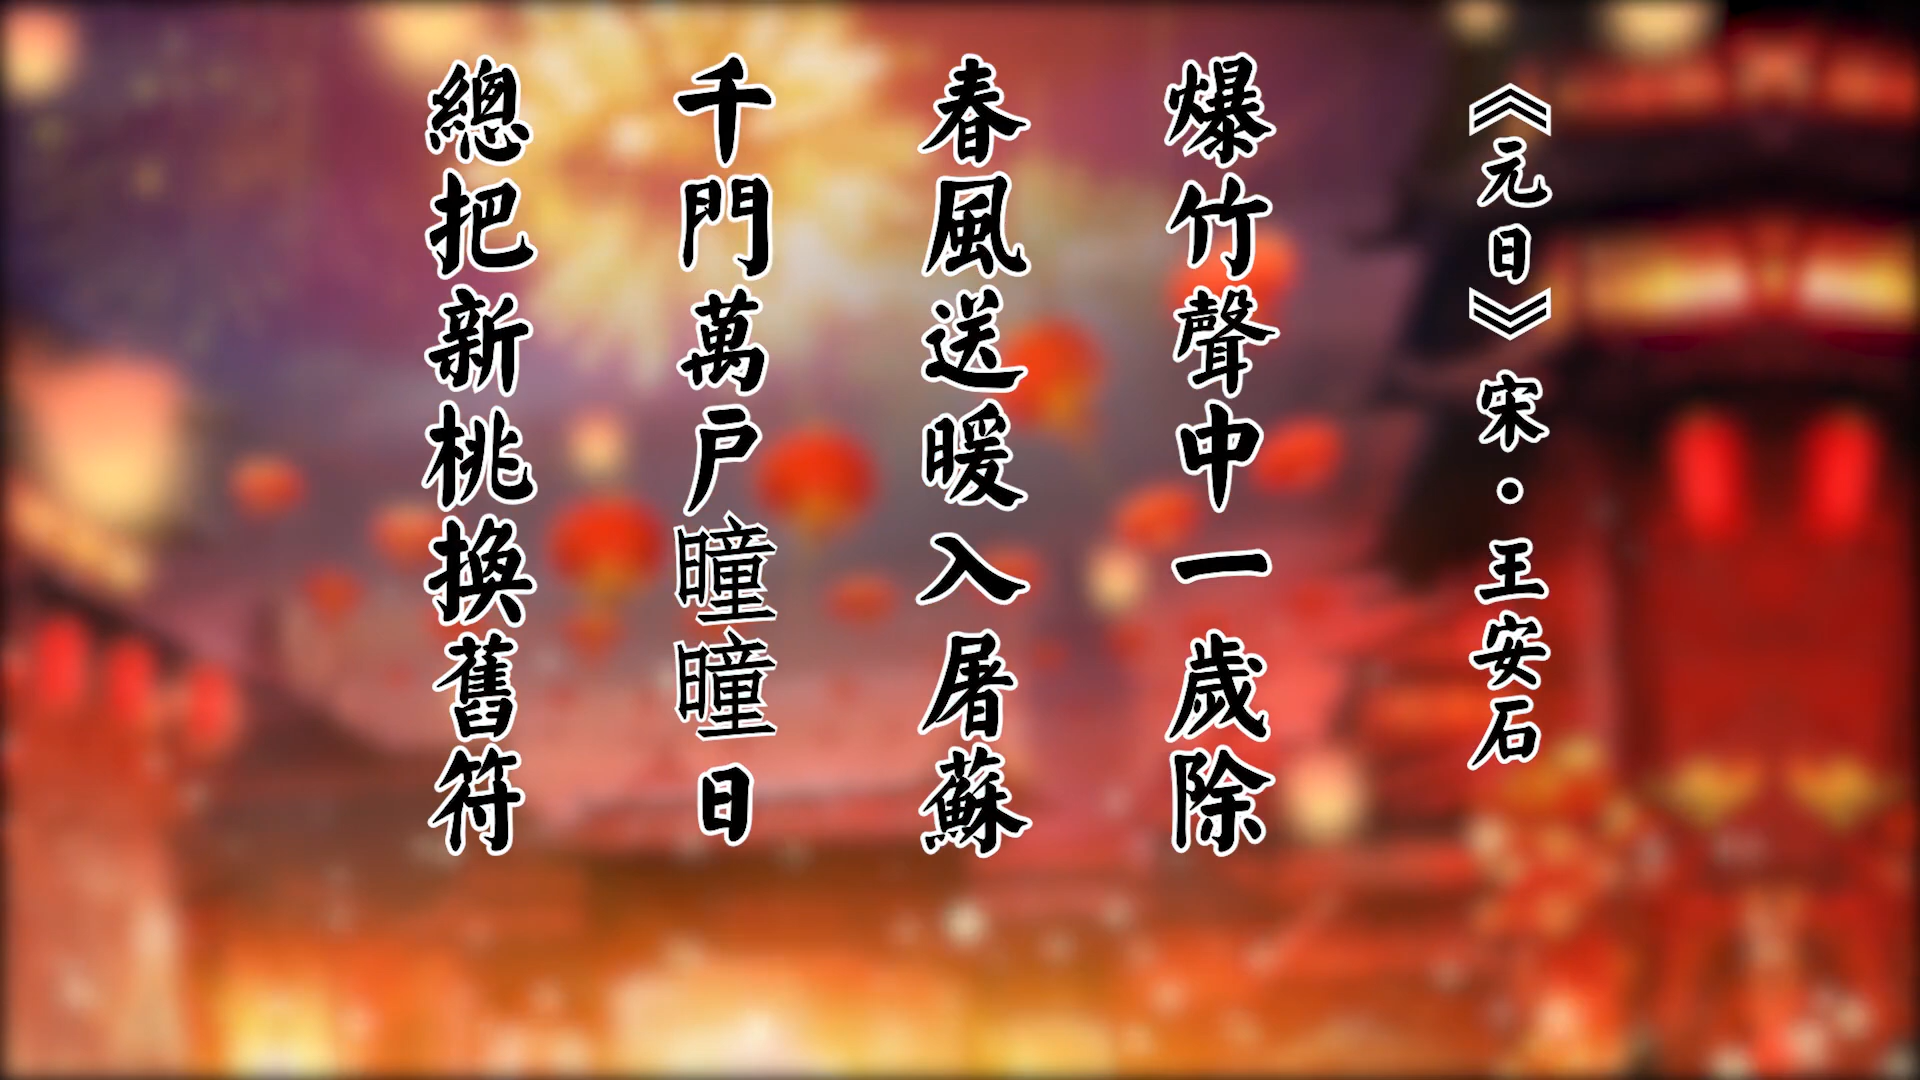 《元日》宋·王安石
爆竹聲中一歲除
春風送暖入屠蘇
千門萬戶曈曈日
總把新桃換舊符